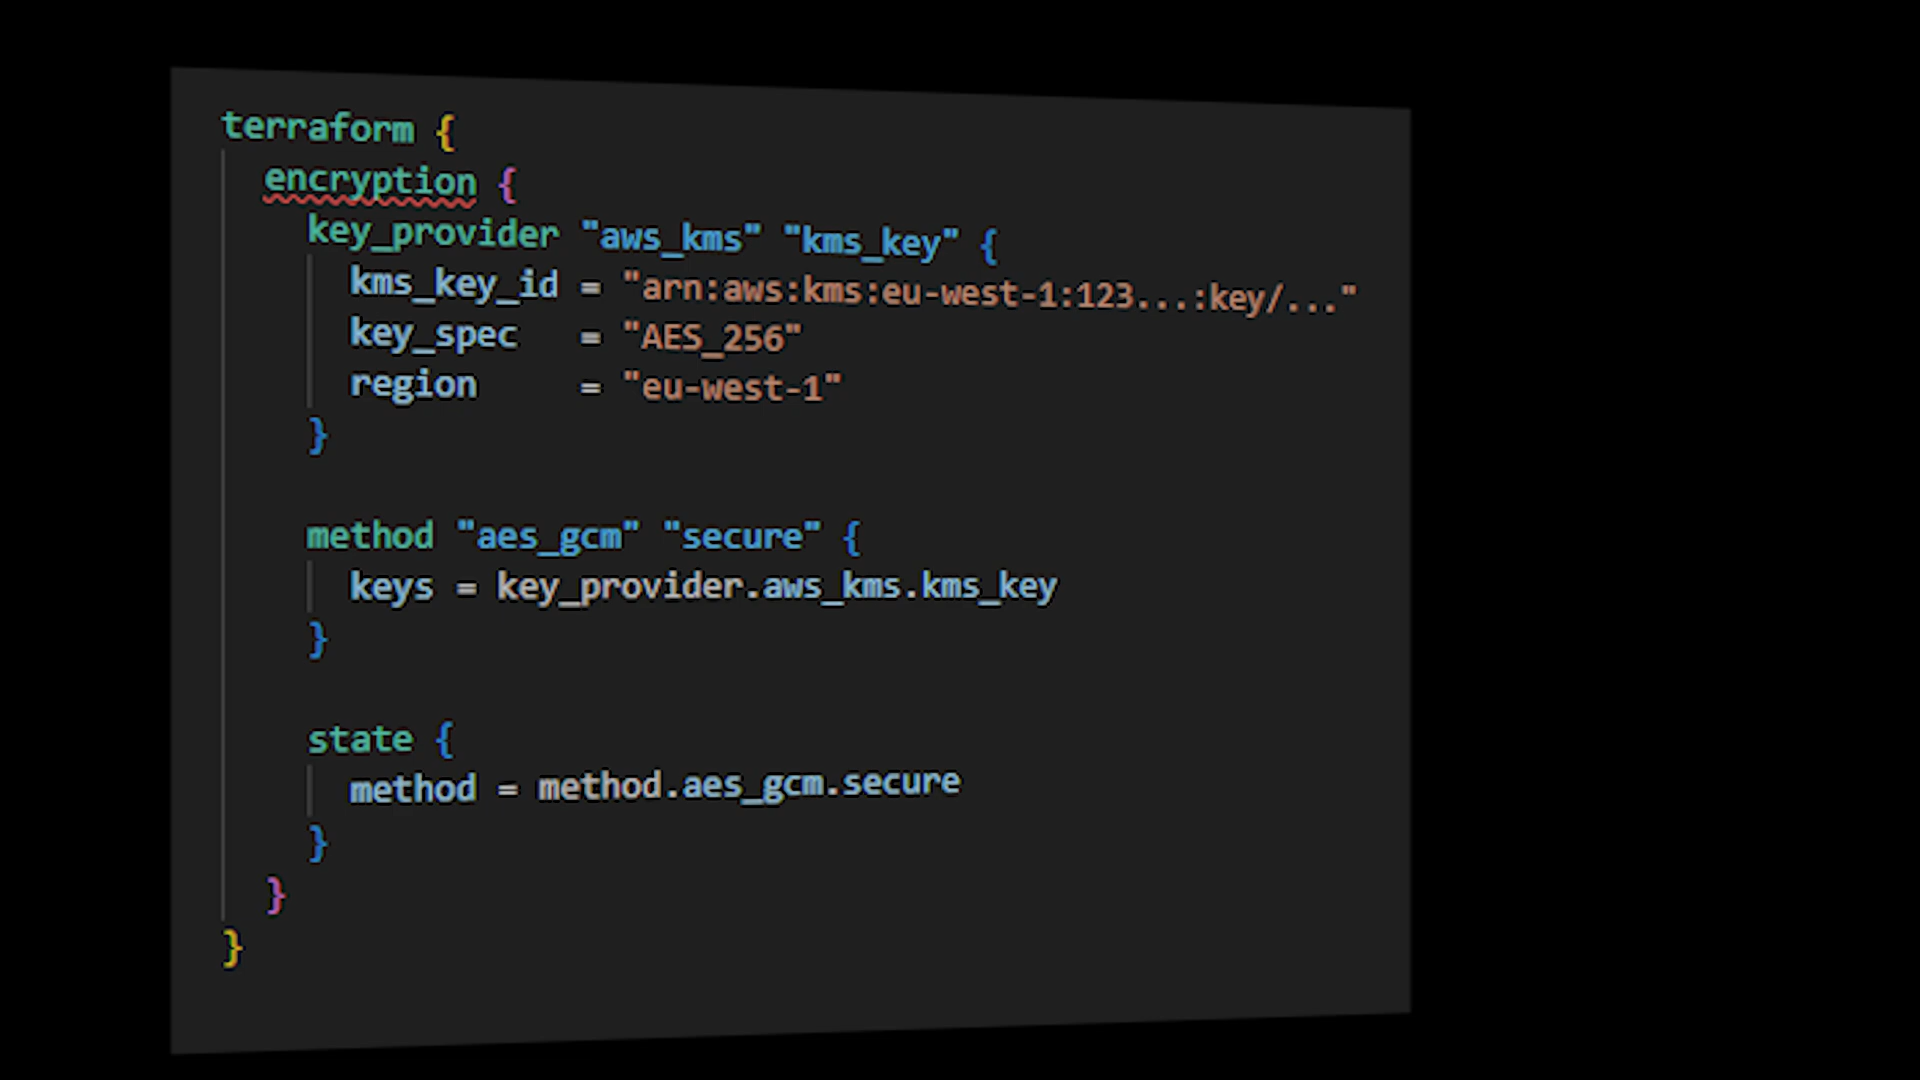 terraform {
encryption {
key_provider "aws_kms" "kms_key" {
kms_key_id = "arn:aws:kms:eu-west-1:123...:key/..."
key_spec = "AES_256"
region = "eu-west-1"
}
method "aes_gcm" "secure" {
keys = key_provider.aws_kms.kms_key
}
state {
method = method.aes_gcm.secure
}
}
}